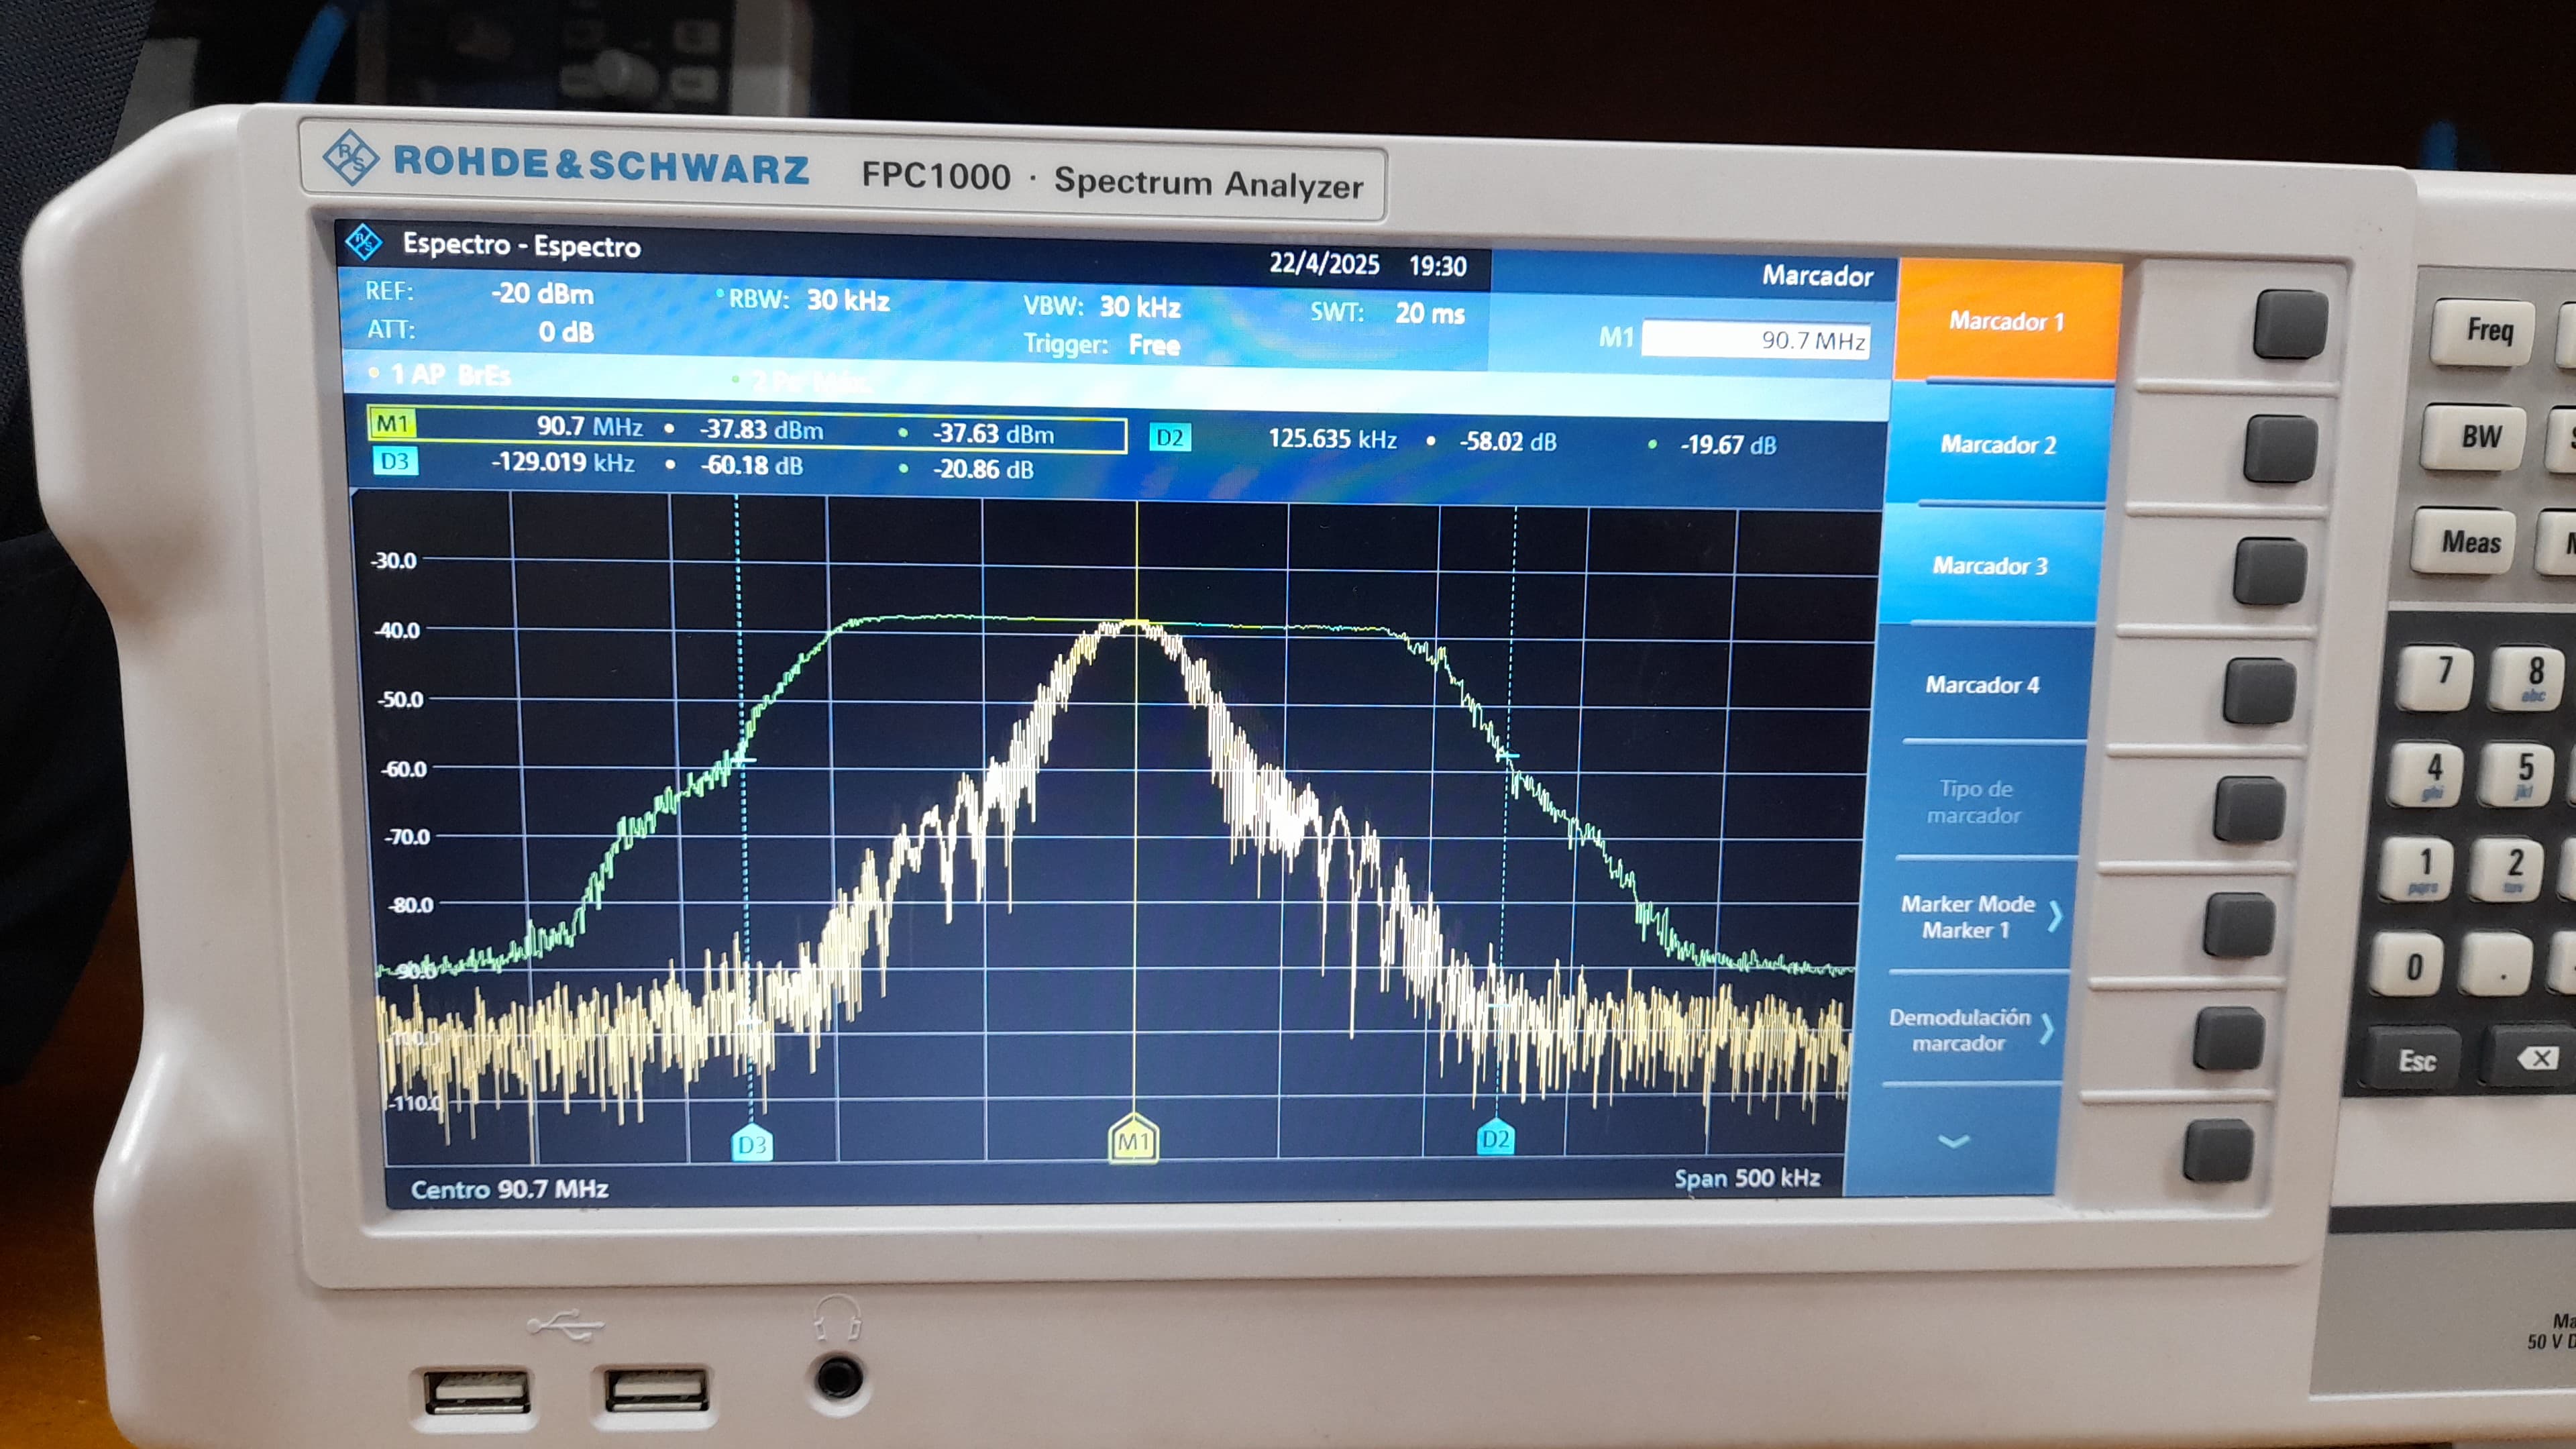 ROHDE&SCHWARZ FPC1000 · Spectrum Analyzer
Espectro - Espectro 22/4/2025 19:30 Marcador
REF: -20 dBm RBW: 30 kHz VBW: 30 kHz SWT: 20 ms
ATT: 0 dB Trigger: Free
M1 90.7 MHz
1 AP BrEs
M1 90.7 MHz -37.83 dBm -37.63 dBm D2 125.635 kHz -58.02 dB -19.67 dB
D3 -129.019 kHz -60.18 dB -20.86 dB
-30.0
-40.0
-50.0
-60.0
-70.0
-80.0
-90.0
-100.0
-110.0
D3 M1 D2
Centro 90.7 MHz Span 500 kHz
Marcador 1
Marcador 2
Marcador 3
Marcador 4
Tipo de
marcador
Marker Mode
Marker 1
Demodulación
marcador
Freq
BW
Meas
7 8
abc
4 5
ghi jkl
1 2
pqrs tuv
0 .
Esc
50 V